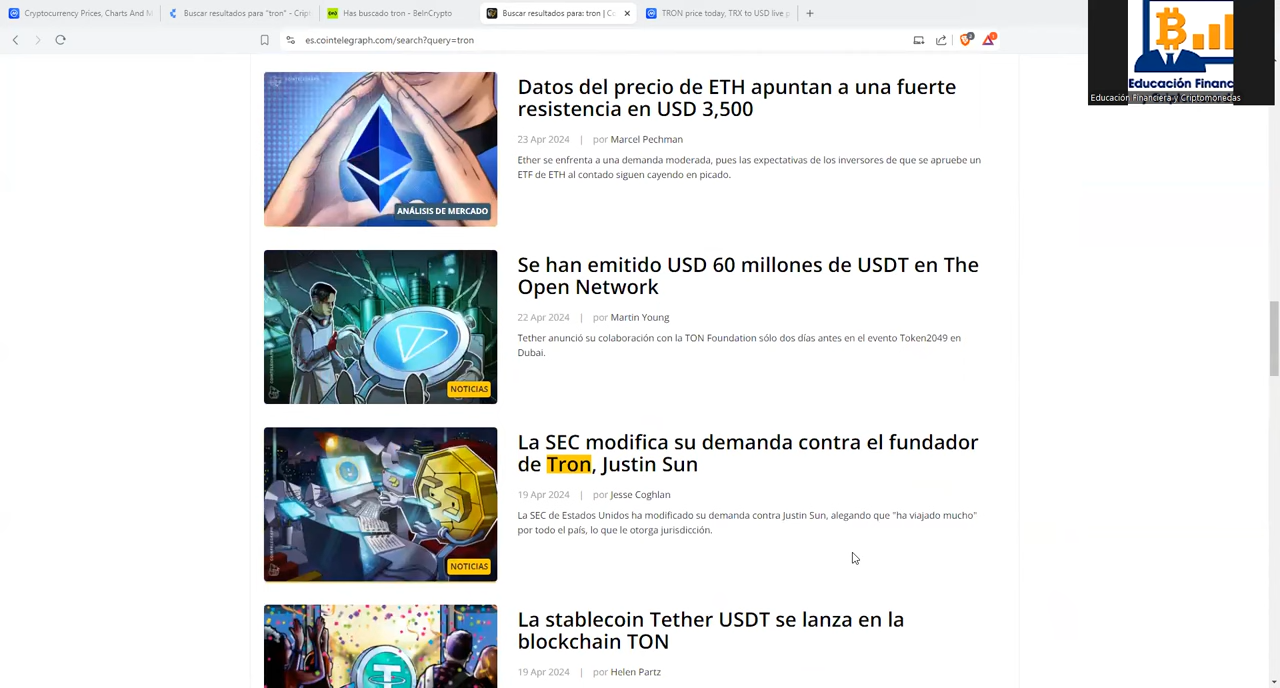 Cryptocurrency Prices, Charts And M
Buscar resultados para "tron" - Crip
Has buscado tron - BeInCrypto
Buscar resultados para: tron | C
TRON price today, TRX to USD live p
es.cointelegraph.com/search?query=tron
Educación Financ
Educación Financiera y Criptomonedas
Datos del precio de ETH apuntan a una fuerte
resistencia en USD 3,500
23 Apr 2024 | por Marcel Pechman
Ether se enfrenta a una demanda moderada, pues las expectativas de los inversores de que se apruebe un
ETF de ETH al contado siguen cayendo en picado.
ANÁLISIS DE MERCADO
Se han emitido USD 60 millones de USDT en The
Open Network
22 Apr 2024 | por Martin Young
Tether anunció su colaboración con la TON Foundation sólo dos días antes en el evento Token2049 en
Dubai.
NOTICIAS
La SEC modifica su demanda contra el fundador
de Tron, Justin Sun
19 Apr 2024 | por Jesse Coghlan
La SEC de Estados Unidos ha modificado su demanda contra Justin Sun, alegando que "ha viajado mucho"
por todo el país, lo que le otorga jurisdicción.
NOTICIAS
La stablecoin Tether USDT se lanza en la
blockchain TON
19 Apr 2024 | por Helen Partz